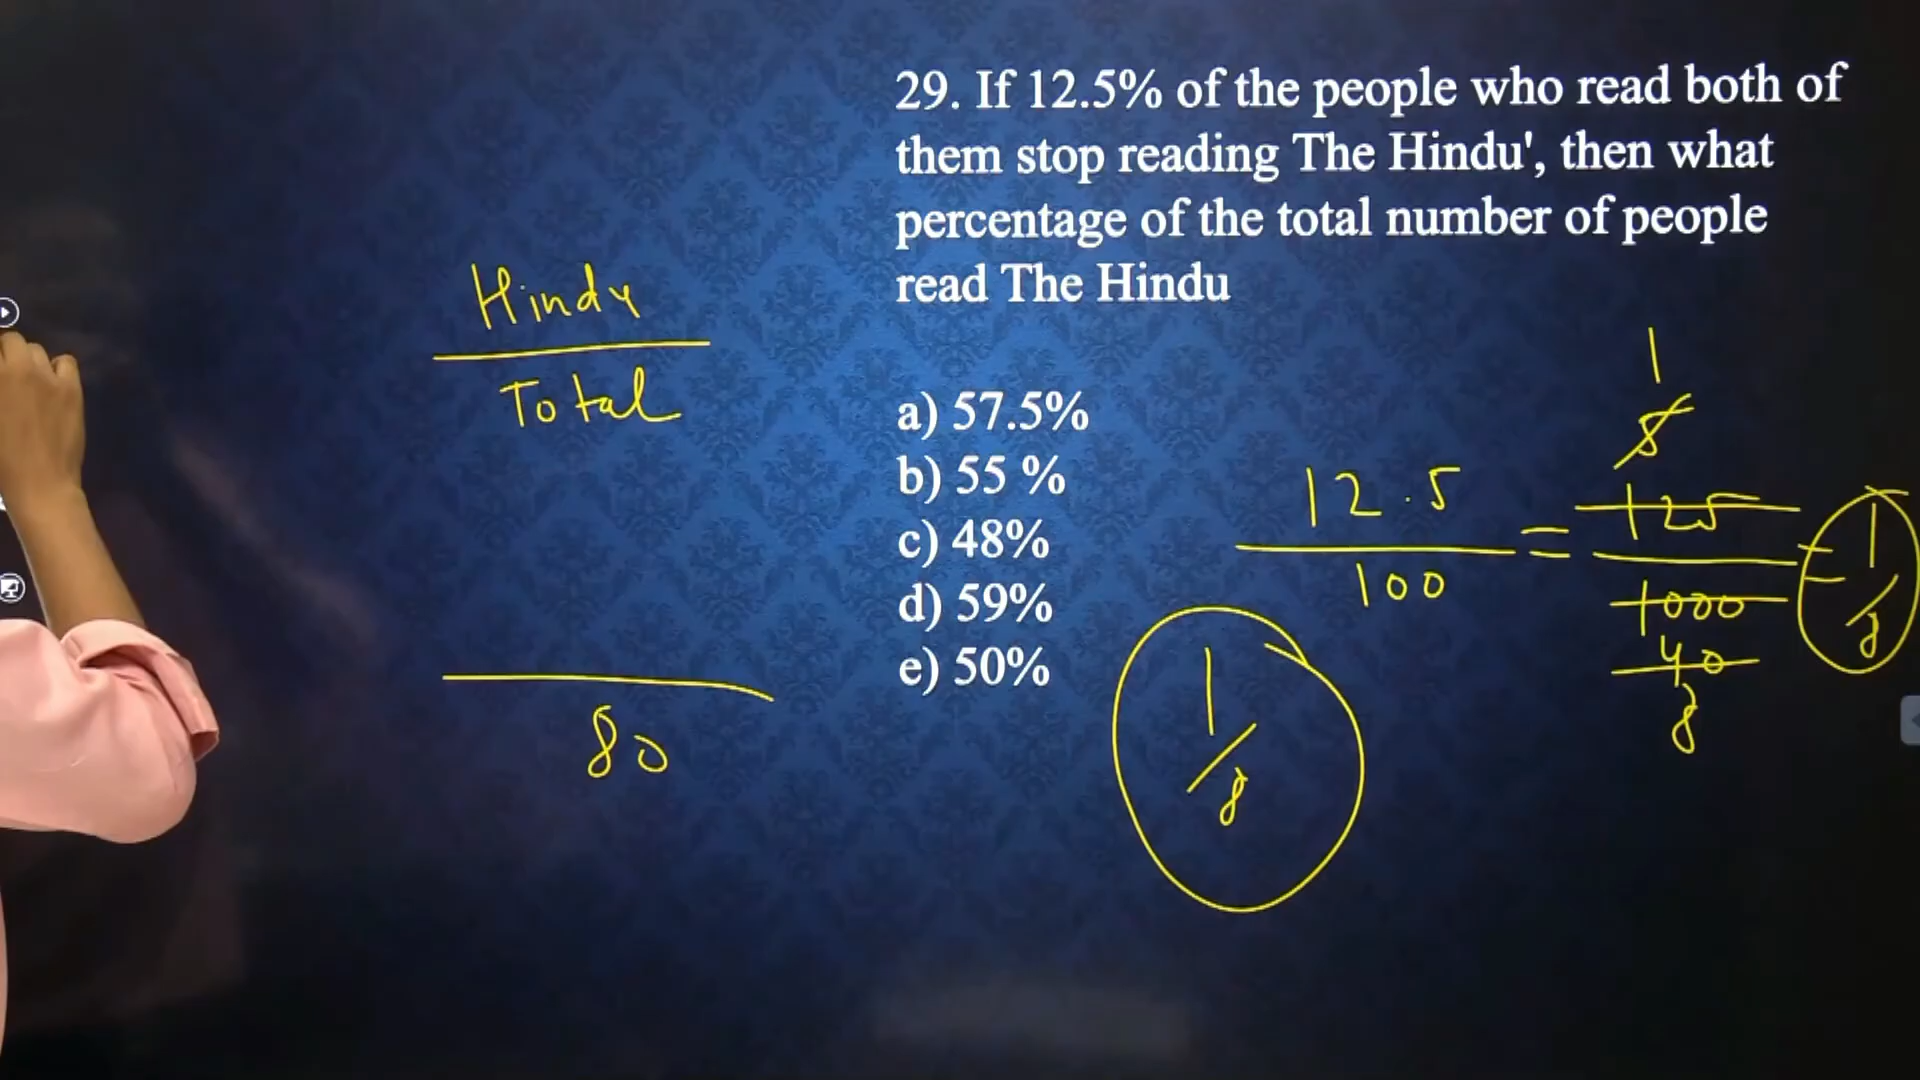 29. If 12.5% of the people who read both of
them stop reading The Hindu', then what
percentage of the total number of people
read The Hindu
a) 57.5%
b) 55 %
c) 48%
d) 59%
e) 50%
Hindu
Total
80
12.5
100
=
1
5
125
1000
40
8
=
1/8
1/8